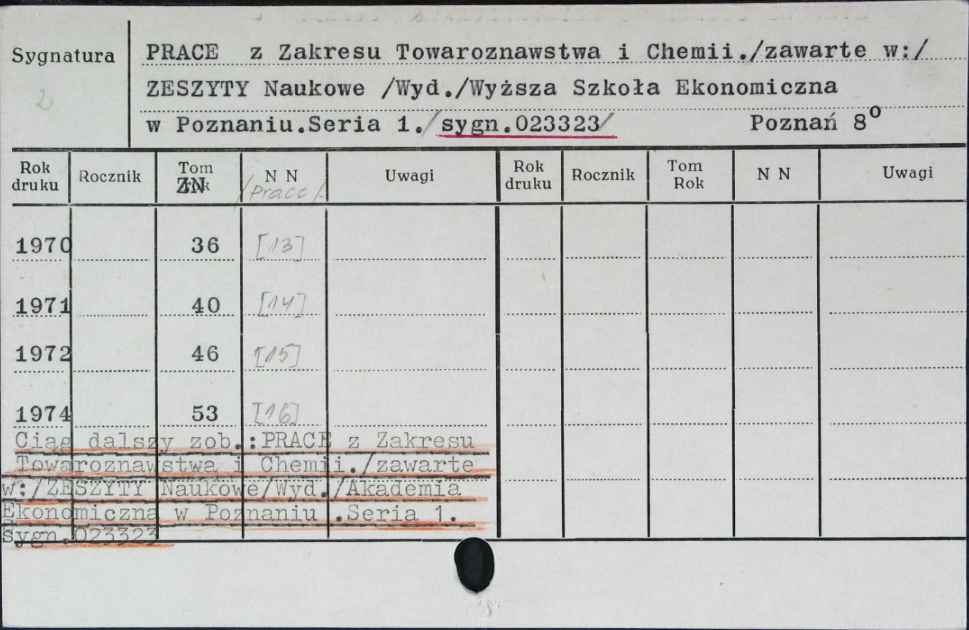 Sygnatura
PRACE z Zakresu Towaroznawstwa i Chemii./zawarte w:/
ZESZYTY Naukowe /Wyd./Wyższa Szkoła Ekonomiczna
w Poznaniu.Seria 1./sygn.023323/ Poznań 8°
Rok druku Rocznik Tom ZN N N /Prace/ Uwagi Rok druku Rocznik Tom Rok N N Uwagi
1970 36 [13]
1971 40 [14]
1972 46 [15]
1974 53 [16]
Ciąg dalszy zob.:PRACE z Zakresu
Towaroznawstwa i Chemii./zawarte
w:/ZESZYTY Naukowe/Wyd./Akademia
Ekonomiczna w Poznaniu .Seria 1.
sygn.023323